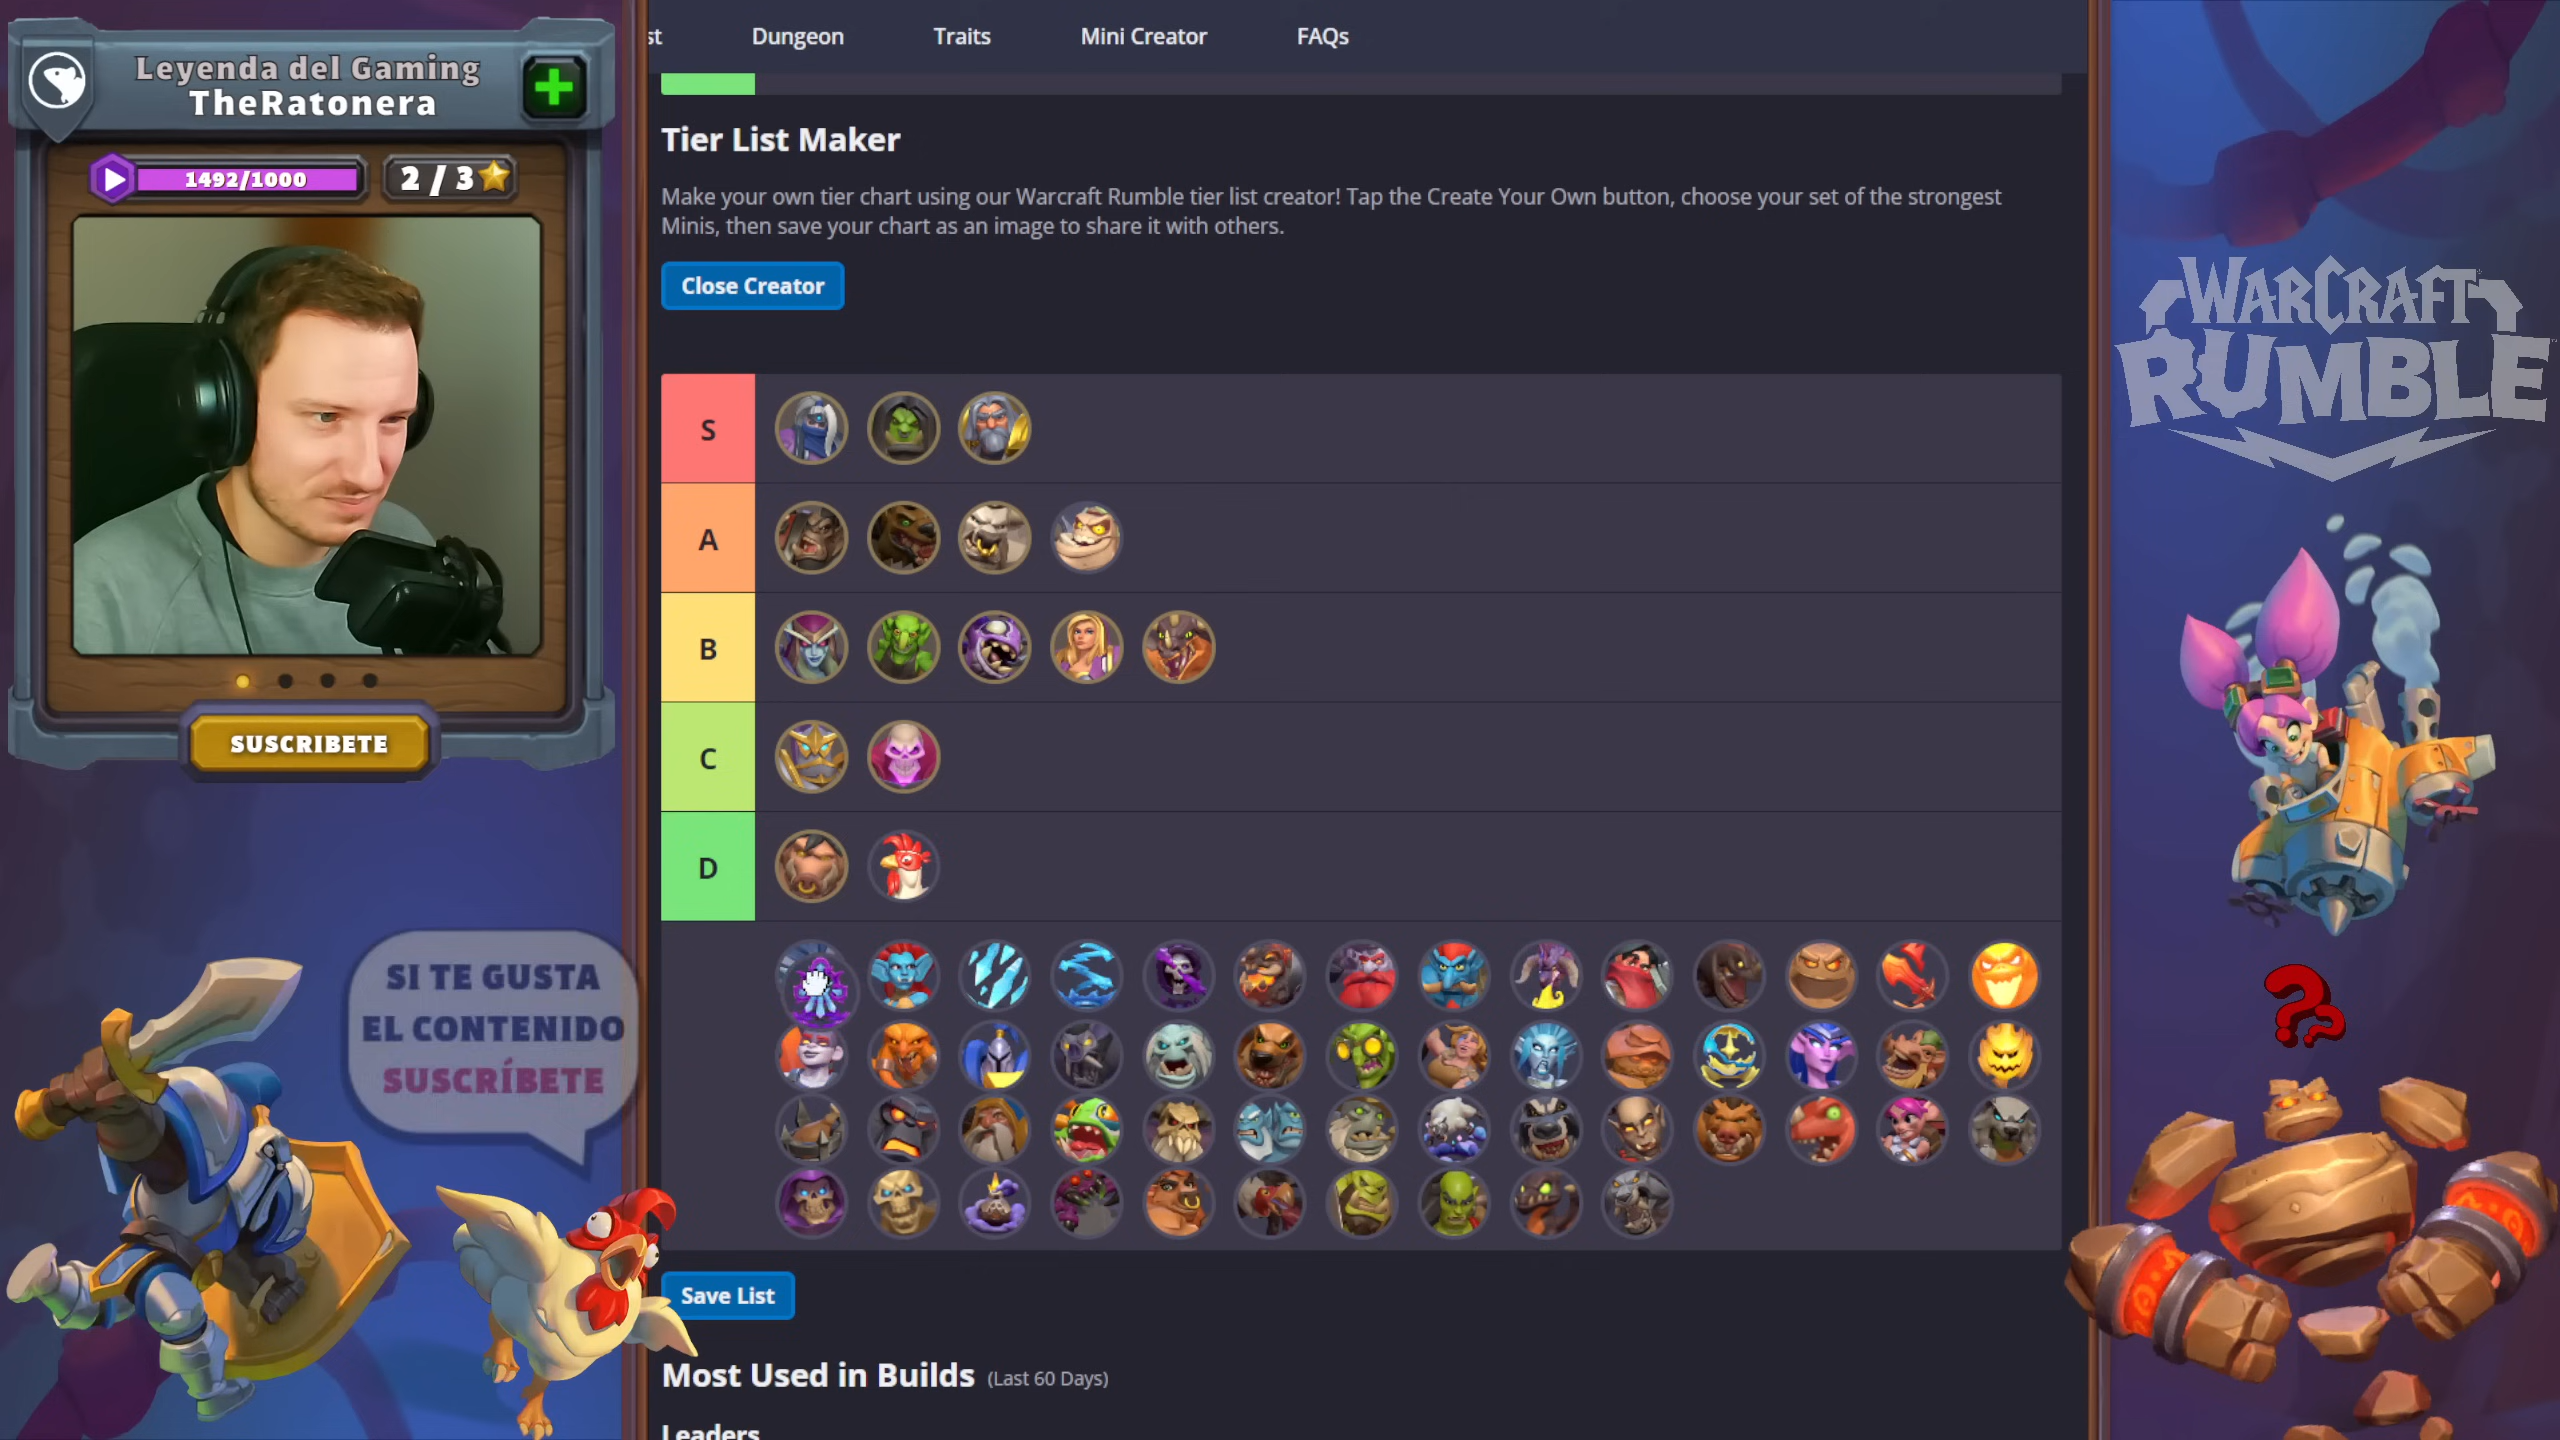 Leyenda del Gaming
TheRatonera
1492/1000
2 / 3
SUSCRIBETE
SI TE GUSTA
EL CONTENIDO
SUSCRÍBETE
st
Dungeon
Traits
Mini Creator
FAQs
Tier List Maker
Make your own tier chart using our Warcraft Rumble tier list creator! Tap the Create Your Own button, choose your set of the strongest
Minis, then save your chart as an image to share it with others.
Close Creator
S
A
B
C
D
Save List
Most Used in Builds (Last 60 Days)
Leaders
WARCRAFT
RUMBLE
??